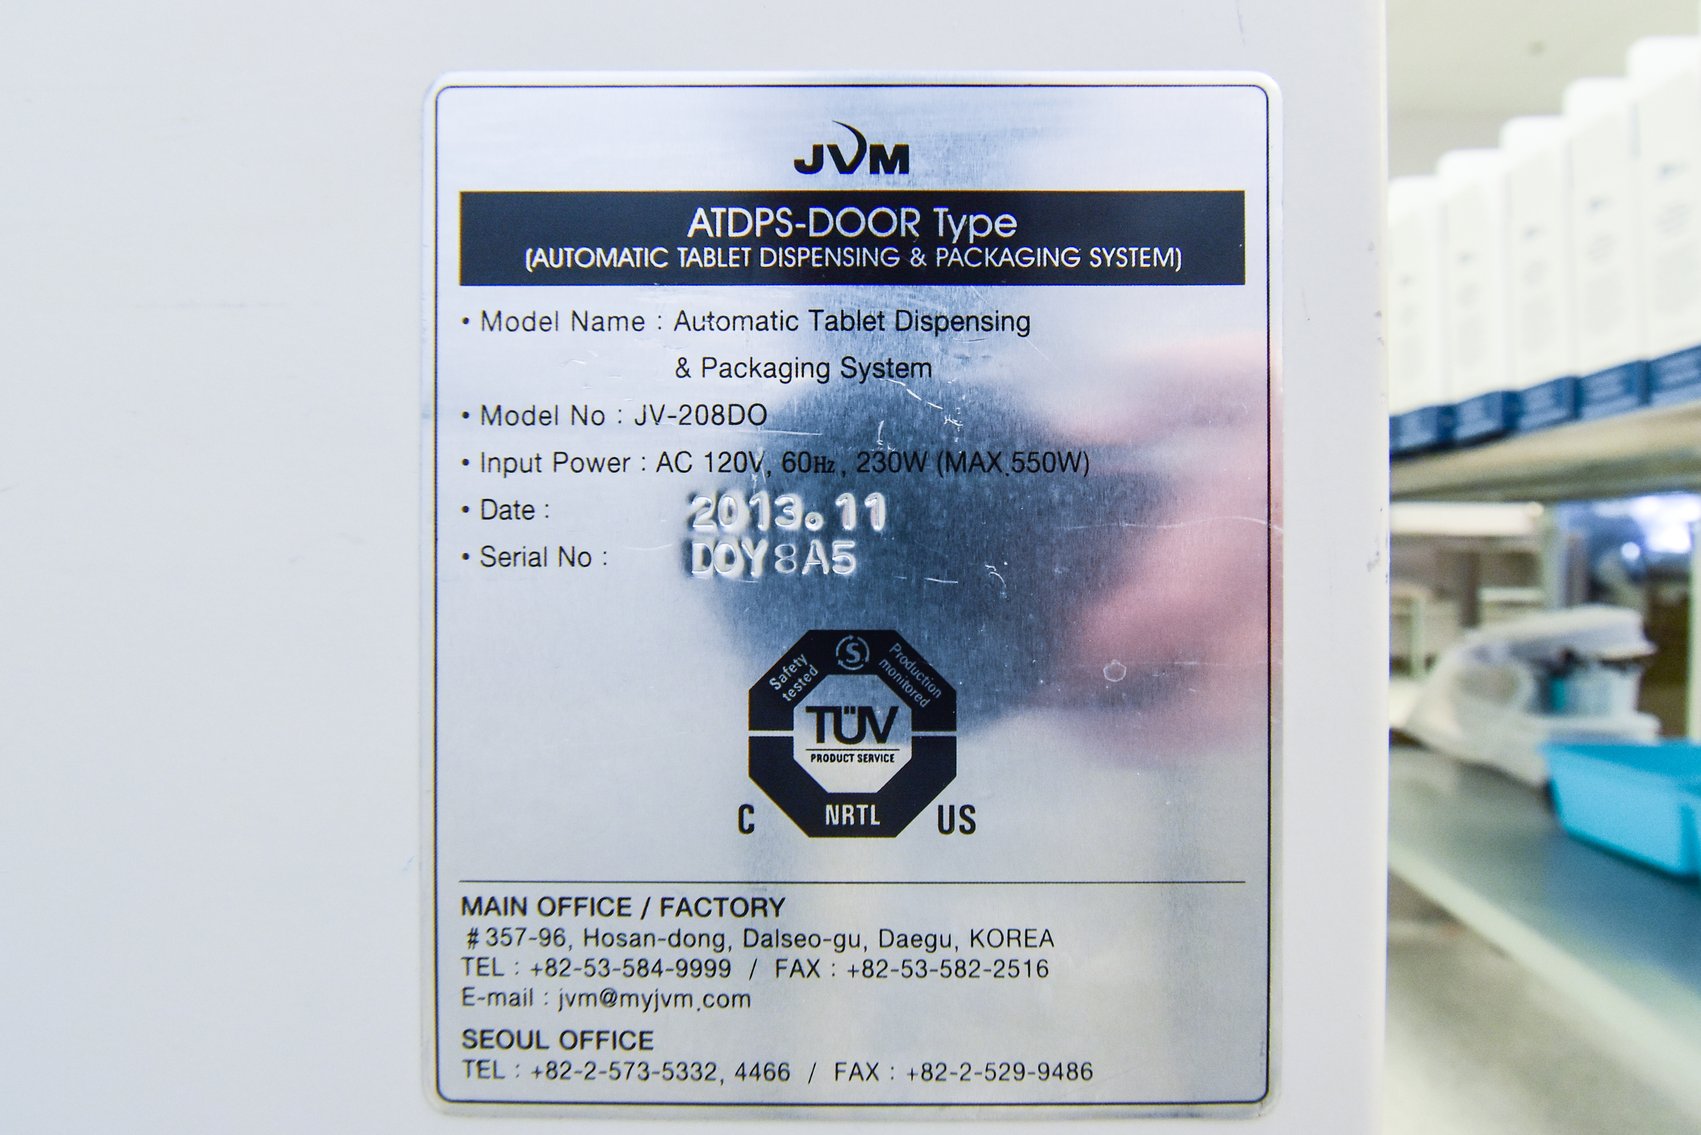 JVM
ATDPS-DOOR Type
(AUTOMATIC TABLET DISPENSING & PACKAGING SYSTEM)
• Model Name : Automatic Tablet Dispensing
& Packaging System
• Model No : JV-208DO
• Input Power : AC 120V, 60Hz, 230W (MAX.550W)
• Date : 2013.11
• Serial No : DOY8A5
Safety tested
S
Production monitored
TÜV
PRODUCT SERVICE
C NRTL US
MAIN OFFICE / FACTORY
#357-96, Hosan-dong, Dalseo-gu, Daegu, KOREA
TEL : +82-53-584-9999 / FAX : +82-53-582-2516
E-mail : jvm@myjvm.com
SEOUL OFFICE
TEL : +82-2-573-5332, 4466 / FAX : +82-2-529-9486